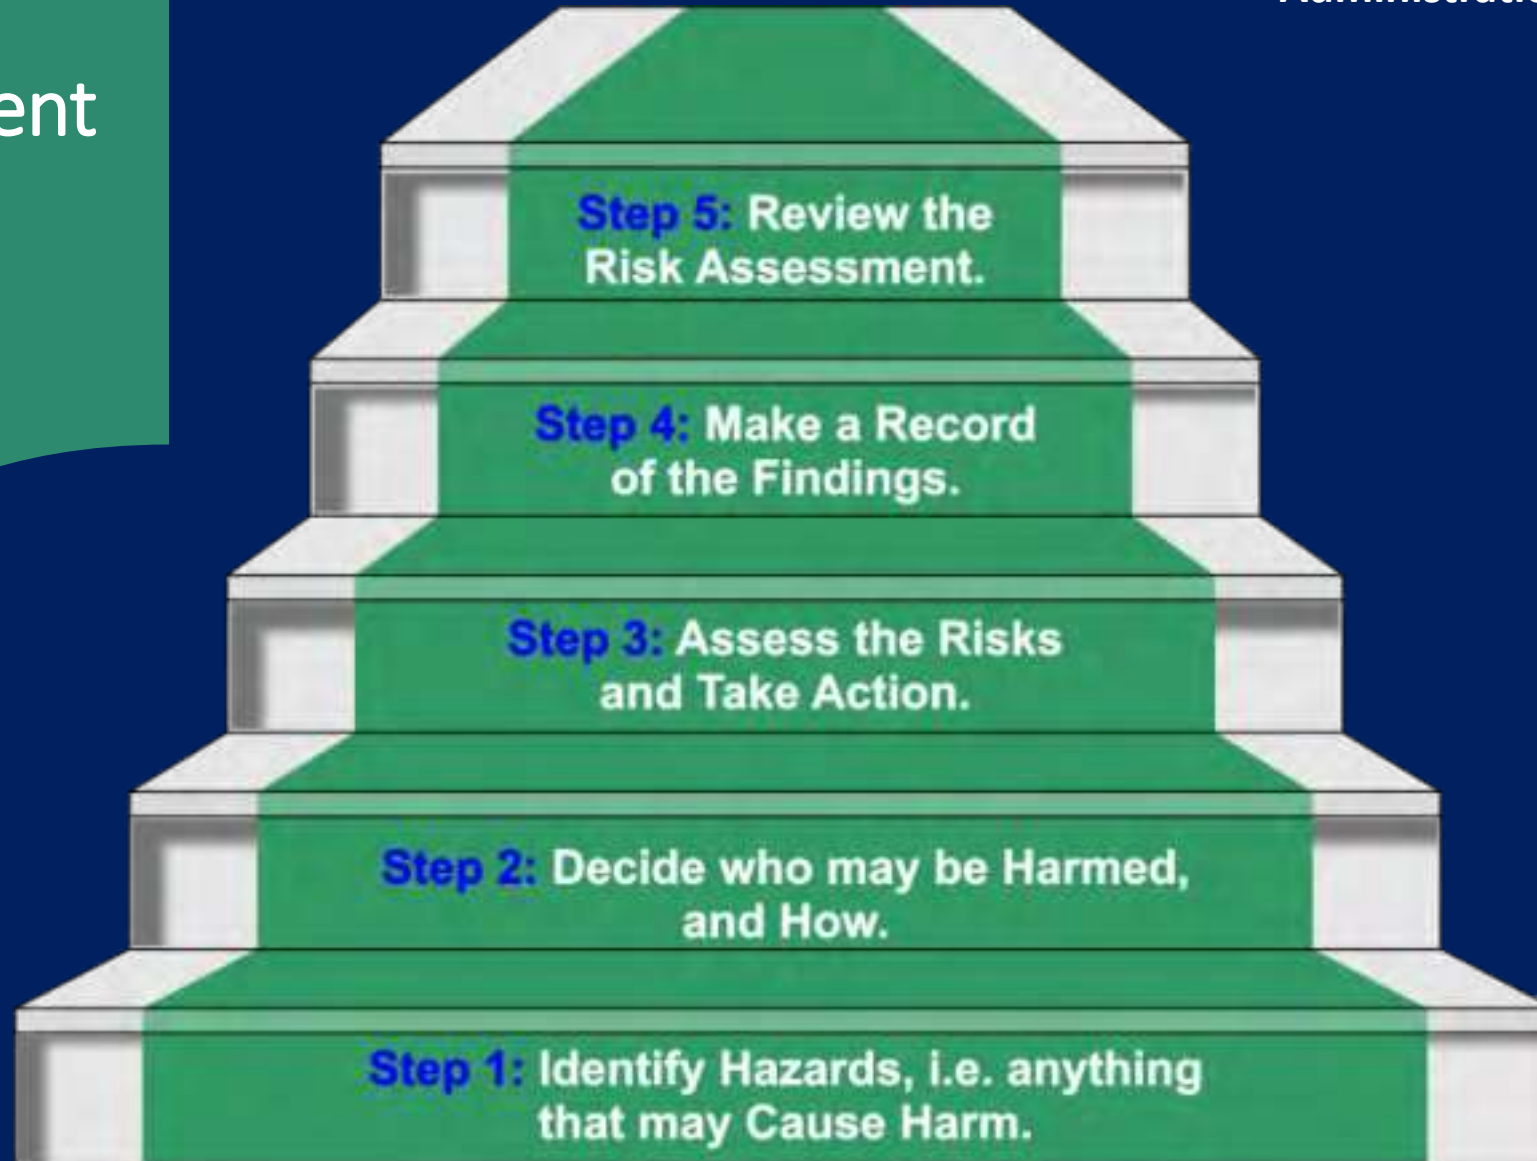 ent
Step 5: Review the
Risk Assessment.
Step 4: Make a Record
of the Findings.
Step 3: Assess the Risks
and Take Action.
Step 2: Decide who may be Harmed,
and How.
Step 1: Identify Hazards, i.e. anything
that may Cause Harm.